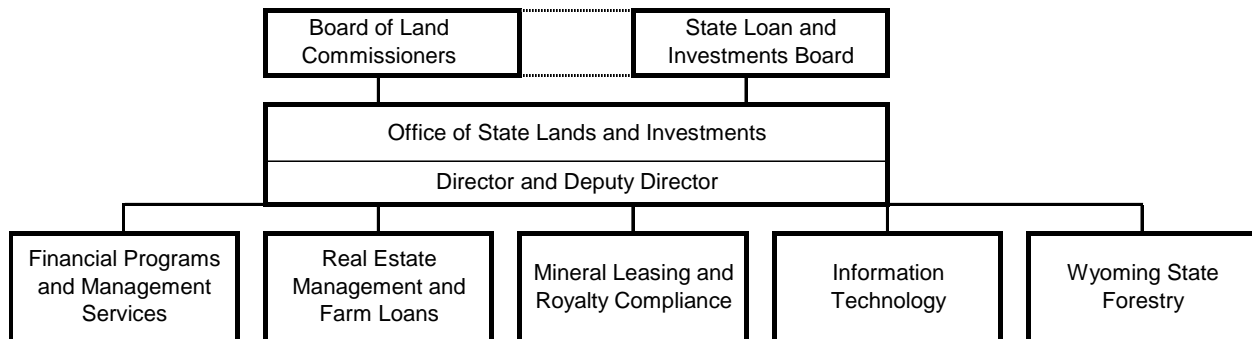 Board of Land
Commissioners
State Loan and
Investments Board
Office of State Lands and Investments
Director and Deputy Director
Financial Programs
and Management
Services
Real Estate
Management and
Farm Loans
Mineral Leasing and
Royalty Compliance
Information
Technology
Wyoming State
Forestry